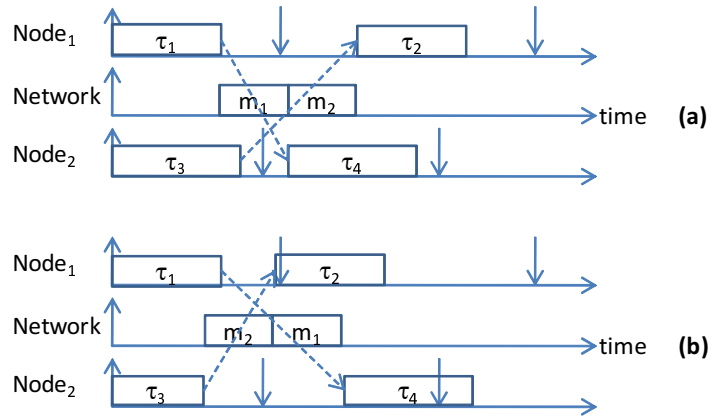 Node₁ τ₁ τ₂
Network m₁ m₂ time (a)
Node₂ τ₃ τ₄
Node₁ τ₁ τ₂
Network m₂ m₁ time (b)
Node₂ τ₃ τ₄